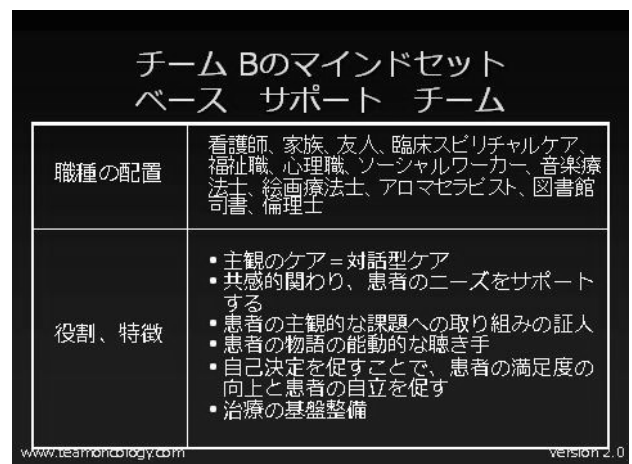 チーム Bのマインドセット
ベース サポート チーム
職種の配置
看護師、家族、友人、臨床スピリチャルケア、
福祉職、心理職、ソーシャルワーカー、音楽療
法士、絵画療法士、アロマセラピスト、図書館
司書、倫理士
役割、特徴
•主観のケア＝対話型ケア
•共感的関わり、患者のニーズをサポート
する
•患者の主観的な課題への取り組みの証人
•患者の物語の能動的な聴き手
•自己決定を促すことで、患者の満足度の
向上と患者の自立を促す
•治療の基盤整備
www.teamoncology.com
version 2.0